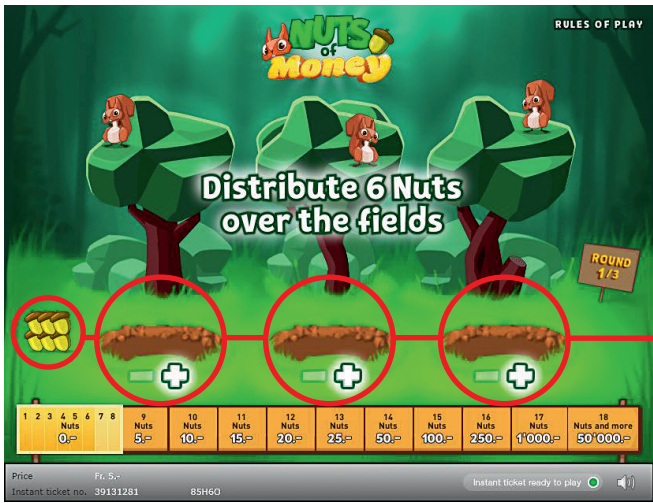 RULES OF PLAY
NUTS
of
Money
Distribute 6 Nuts
over the fields
ROUND
1/3
1 2 3 4 5 6 7 8
Nuts
0.–
9
Nuts
5.–
10
Nuts
10.–
11
Nuts
15.–
12
Nuts
20.–
13
Nuts
25.–
14
Nuts
50.–
15
Nuts
100.–
16
Nuts
250.–
17
Nuts
1'000.–
18
Nuts and more
50'000.–
Price Fr. 5,-
Instant ticket no. 39131281 85H60
Instant ticket ready to play